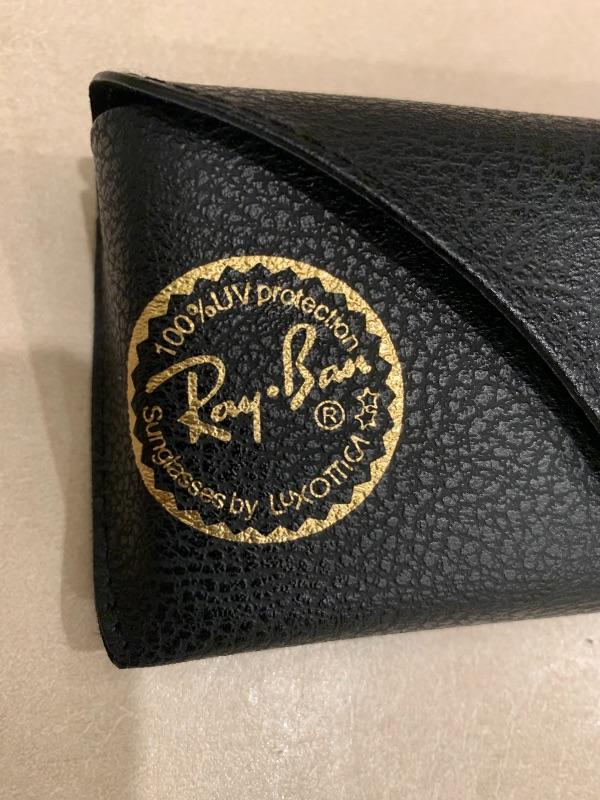 100%UV protection
Ray·Ban
®
Sunglasses by LUXOTTICA